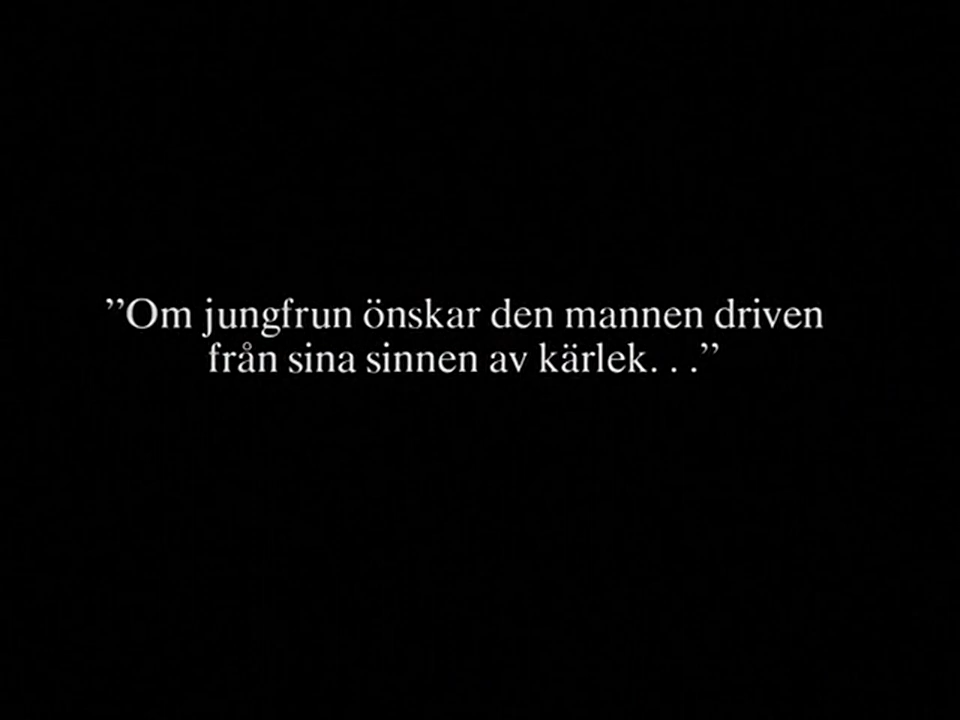 ”Om jungfrun önskar den mannen driven
från sina sinnen av kärlek. . .”